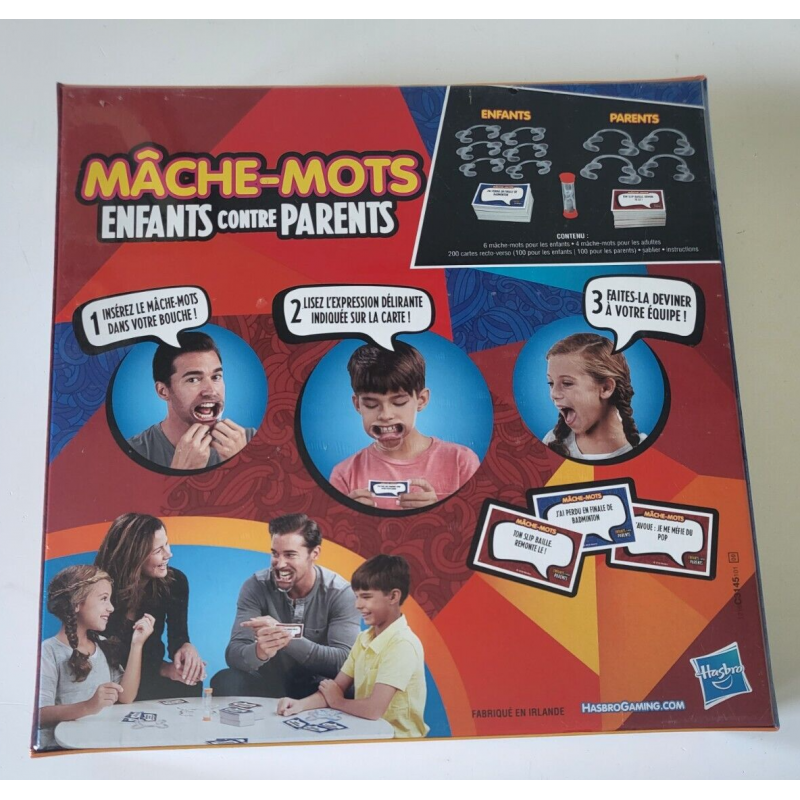 ENFANTS
PARENTS
MÂCHE-MOTS
ENFANTS CONTRE PARENTS
CONTENU :
6 mâche-mots pour les enfants • 4 mâche-mots pour les adultes
200 cartes recto-verso (100 pour les enfants | 100 pour les parents) • sablier • instructions
1 INSÉREZ LE MÂCHE-MOTS
DANS VOTRE BOUCHE !
2 LISEZ L'EXPRESSION DÉLIRANTE
INDIQUÉE SUR LA CARTE !
3 FAITES-LA DEVINER
À VOTRE ÉQUIPE !
MÂCHE-MOTS
J'AI PERDU EN FINALE DE
BADMINTON
MÂCHE-MOTS
TON SLIP BAILLE,
REMONTE LE !
PARENTS
MÂCHE-MOTS
'AVOUE : JE ME MÉFIE DU
POP
PARENTS
Hasbro
FABRIQUÉ EN IRLANDE
HASBROGAMING.COM